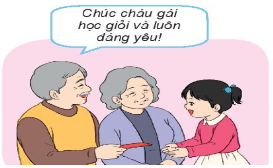 Chúc cháu gái
học giỏi và luôn
đáng yêu!